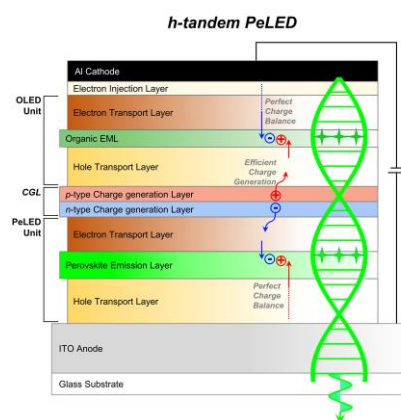 h-tandem PeLED
Al Cathode
Electron Injection Layer
OLED
Unit
Electron Transport Layer
Perfect
Charge
Balance
Organic EML
Hole Transport Layer
Efficient
Charge
Generation
CGL
p-type Charge generation Layer
n-type Charge generation Layer
PeLED
Unit
Electron Transport Layer
Perovskite Emission Layer
Hole Transport Layer
Perfect
Charge
Balance
ITO Anode
Glass Substrate